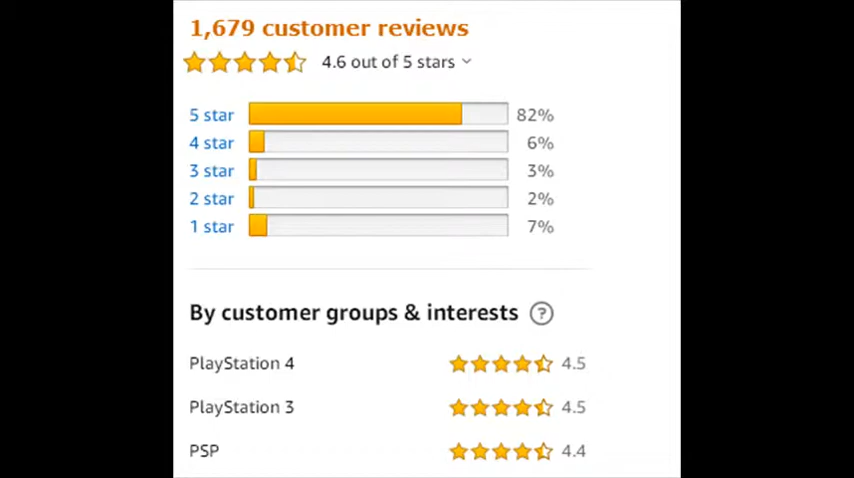 1,679 customer reviews
4.6 out of 5 stars
5 star 82%
4 star 6%
3 star 3%
2 star 2%
1 star 7%
By customer groups & interests ?
PlayStation 4 4.5
PlayStation 3 4.5
PSP 4.4